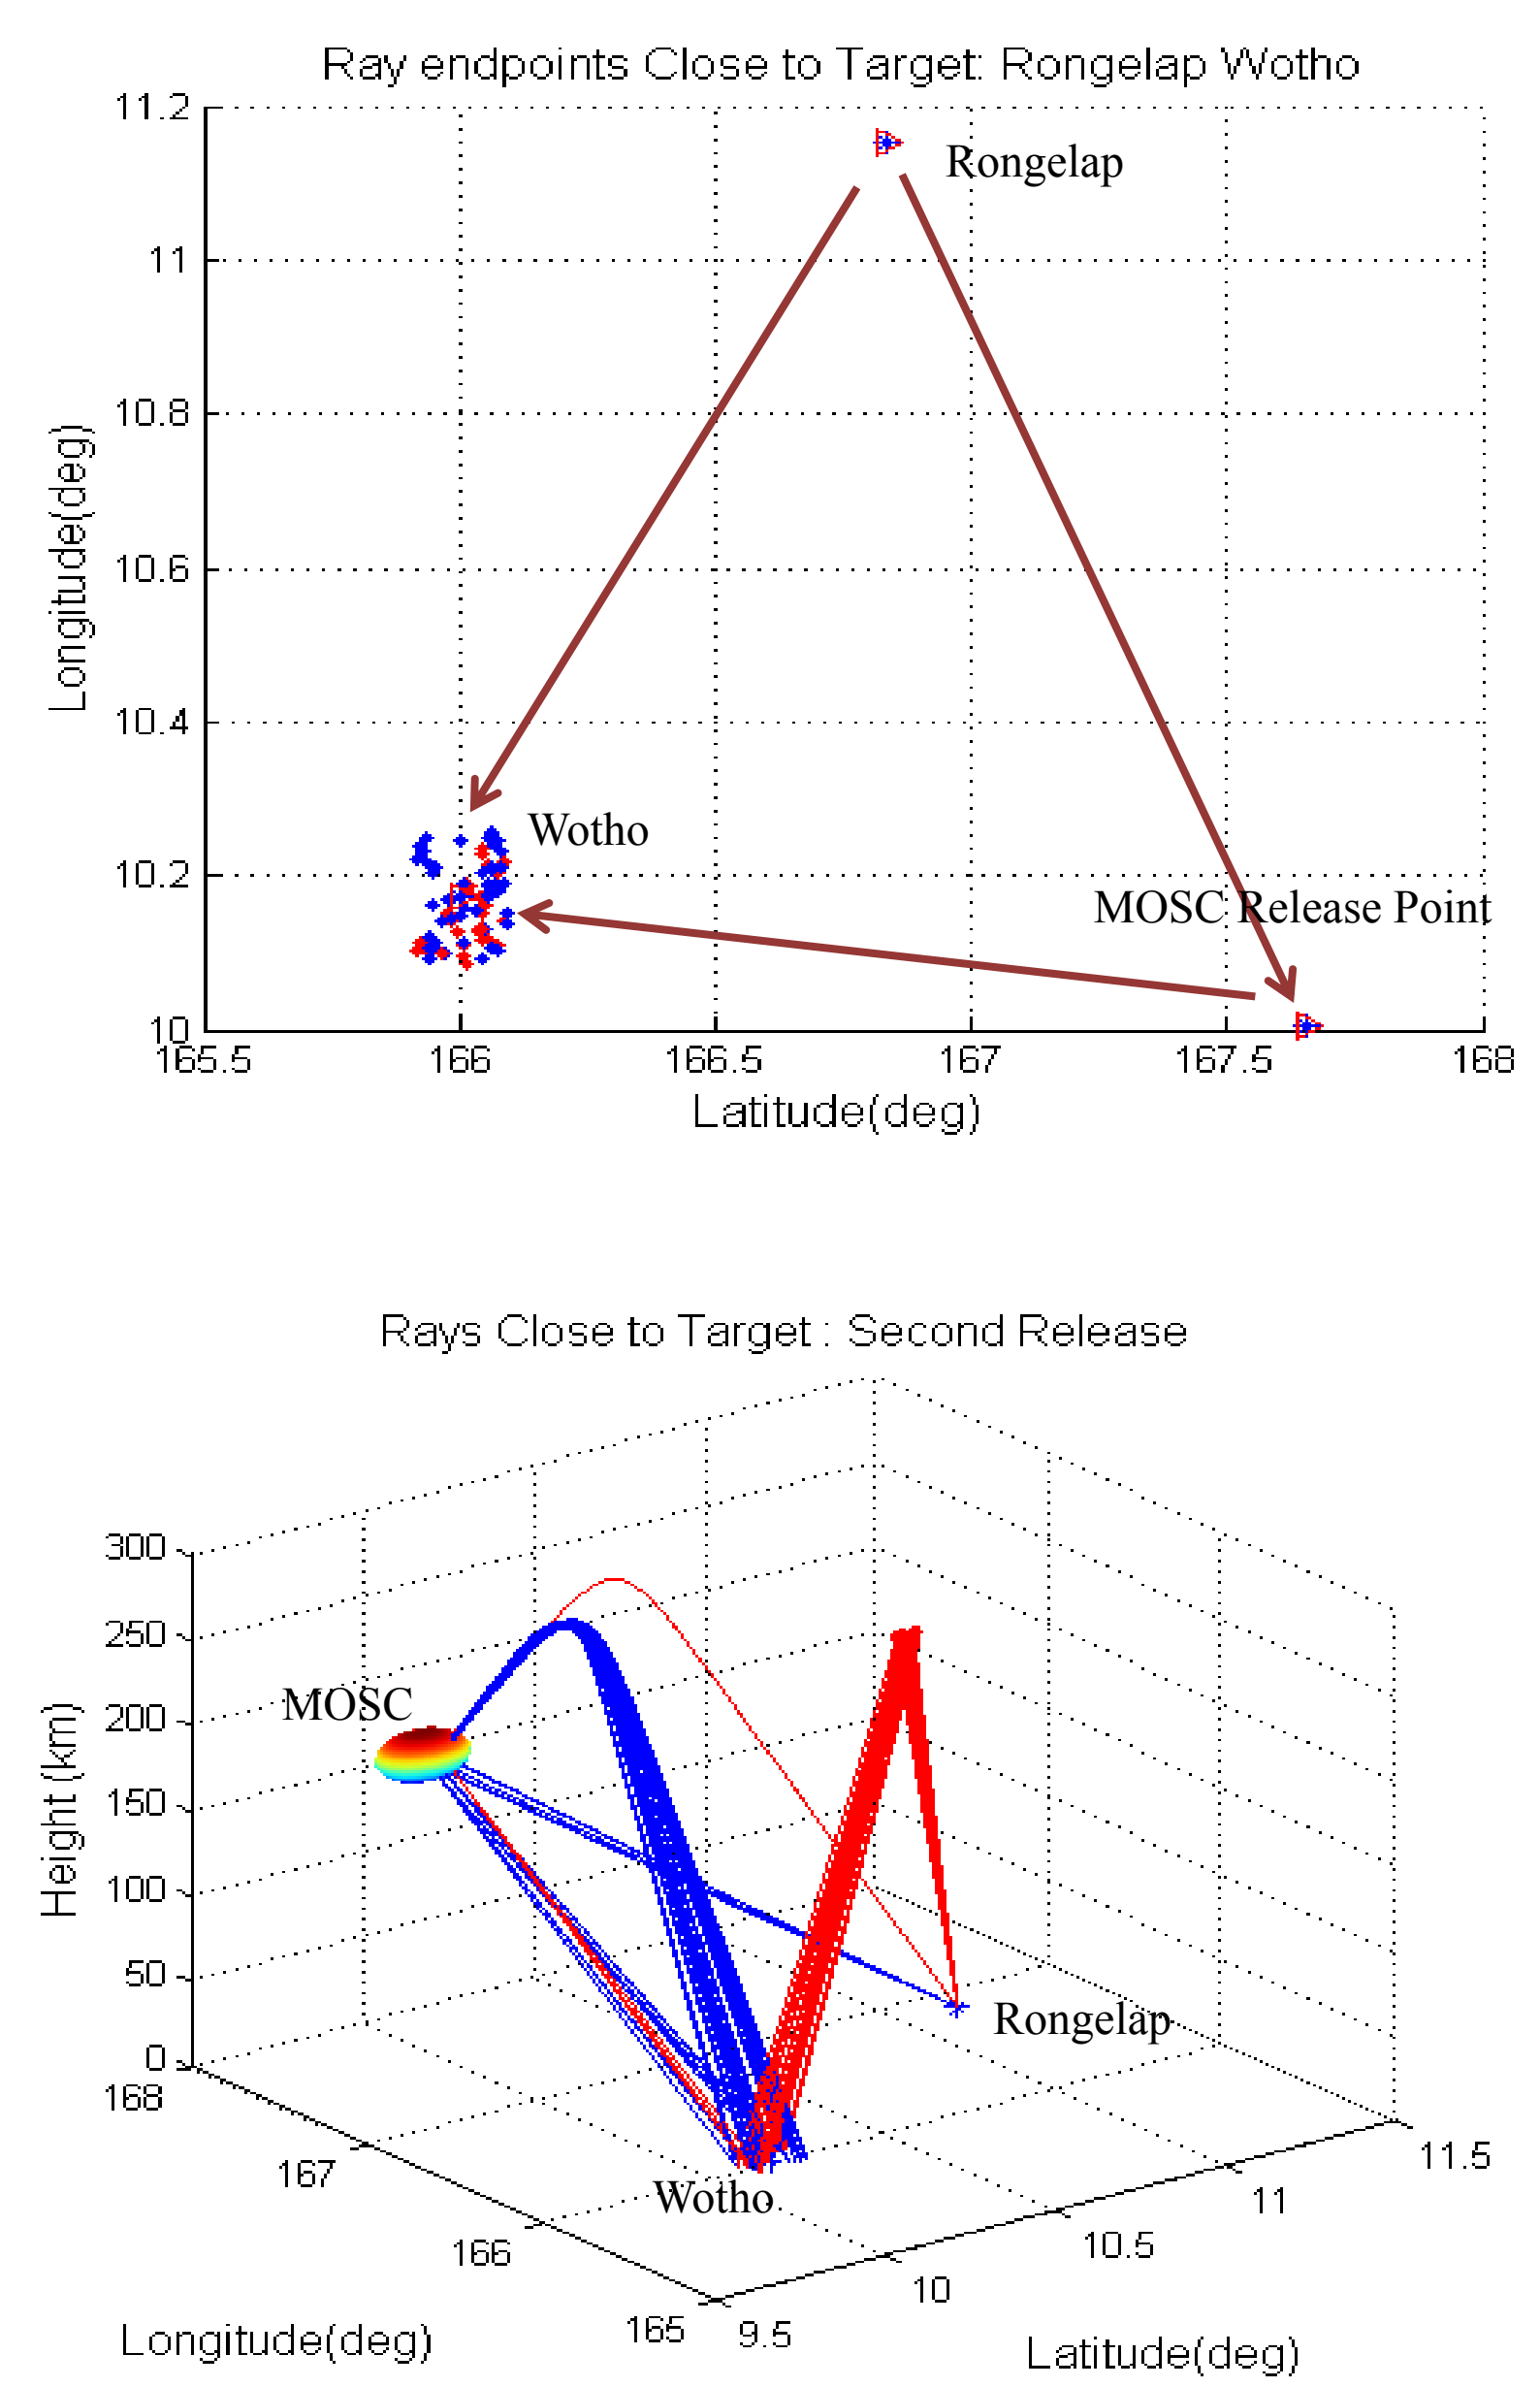 Ray endpoints Close to Target: Rongelap Wotho
11.2
11
10.8
10.6
10.4
10.2
10
Longitude(deg)
Rongelap
Wotho
MOSC Release Point
165.5 166 166.5 167 167.5 168
Latitude(deg)
Rays Close to Target : Second Release
300
250
200
150
100
50
0
Height (km)
MOSC
Rongelap
Wotho
168
167
166
165
Longitude(deg)
9.5
10
10.5
11
11.5
Latitude(deg)